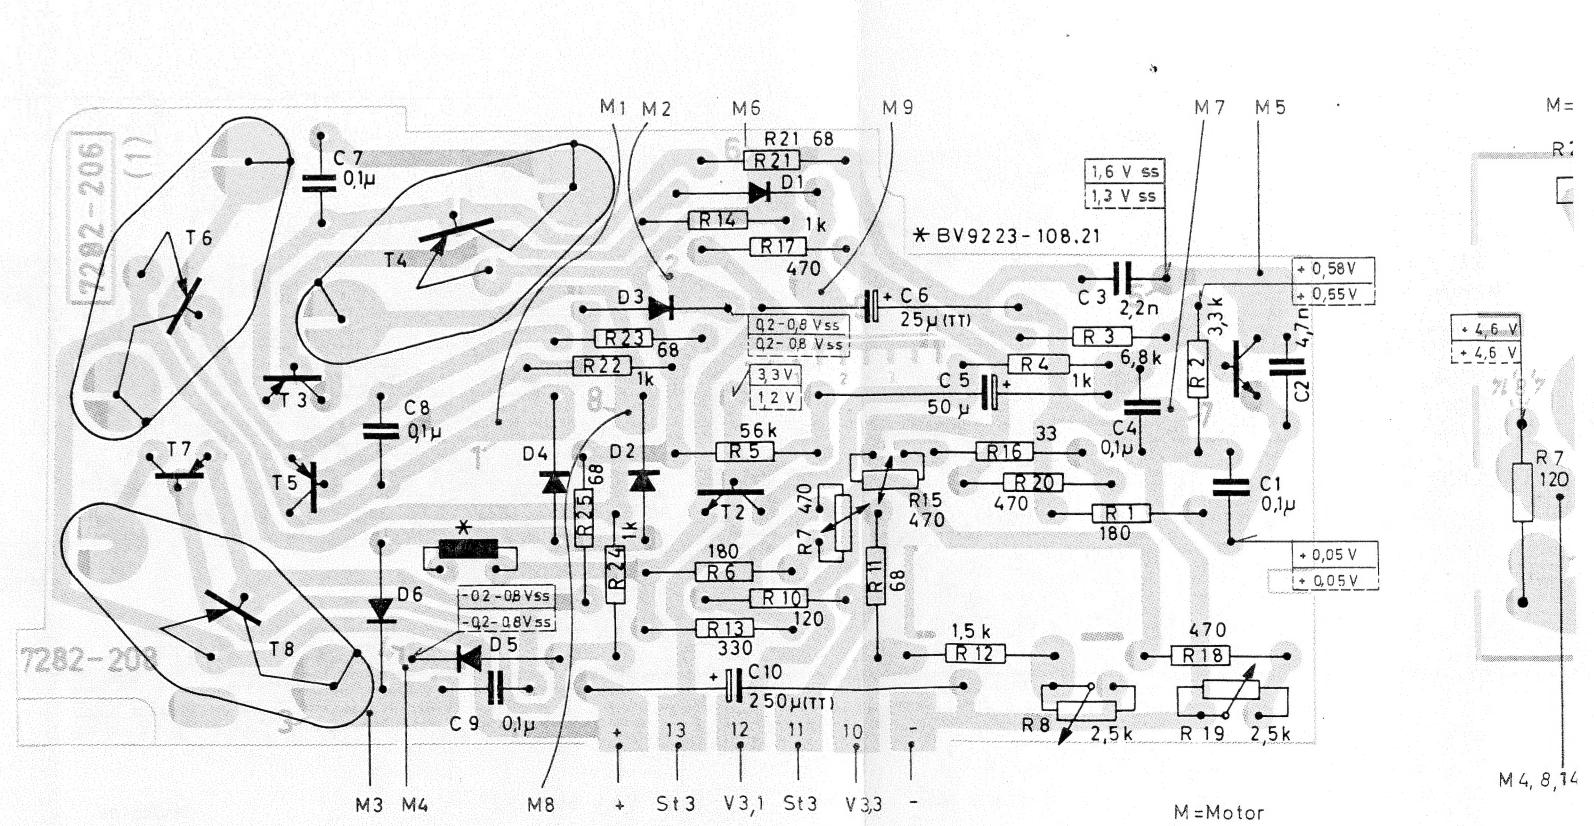 M1 M2 M6 M9 M7 M5 M=
R21 68
R21
7282-206
(1)
C7
0,1µ
D1
R14
1k
R17
470
1,6 V ss
1,3 V ss
* BV9223-108.21
T6
T4
+ 0,58V
+ 0,55V
D3
+ C6
25µ(TT)
C3
2,2n
3,3k
4,7n
0,2-0,8 Vss
0,2-0,8 Vss
R23
68
R3
R22
1k
R4
6,8k
R2
C2
+ 4,6 V
+ 4,6 V
3,3V
1,2 V
C5 +
50 µ
1k
T3
C8
0,1µ
C4
0,1µ
T7
T5
D4
68
D2
56k
R5
R16
33
R20
470
C1
0,1µ
R7
120
R25
T2
470
R15
470
R1
180
*
1k
R24
R7
R11
68
180
R6
+ 0,05V
+ 0,05V
D6
-0,2-0,8Vss
-0,2-0,8Vss
R10
120
R13
330
T8
7282-208
D5
1,5 k
R12
470
R18
C9
0,1µ
+ C10
250µ(TT)
R8
2,5k
R19
2,5k
+ 13 12 11 10 -
M3 M4 M8 + St3 V3,1 St3 V3,3 -
M=Motor
M4,8,14